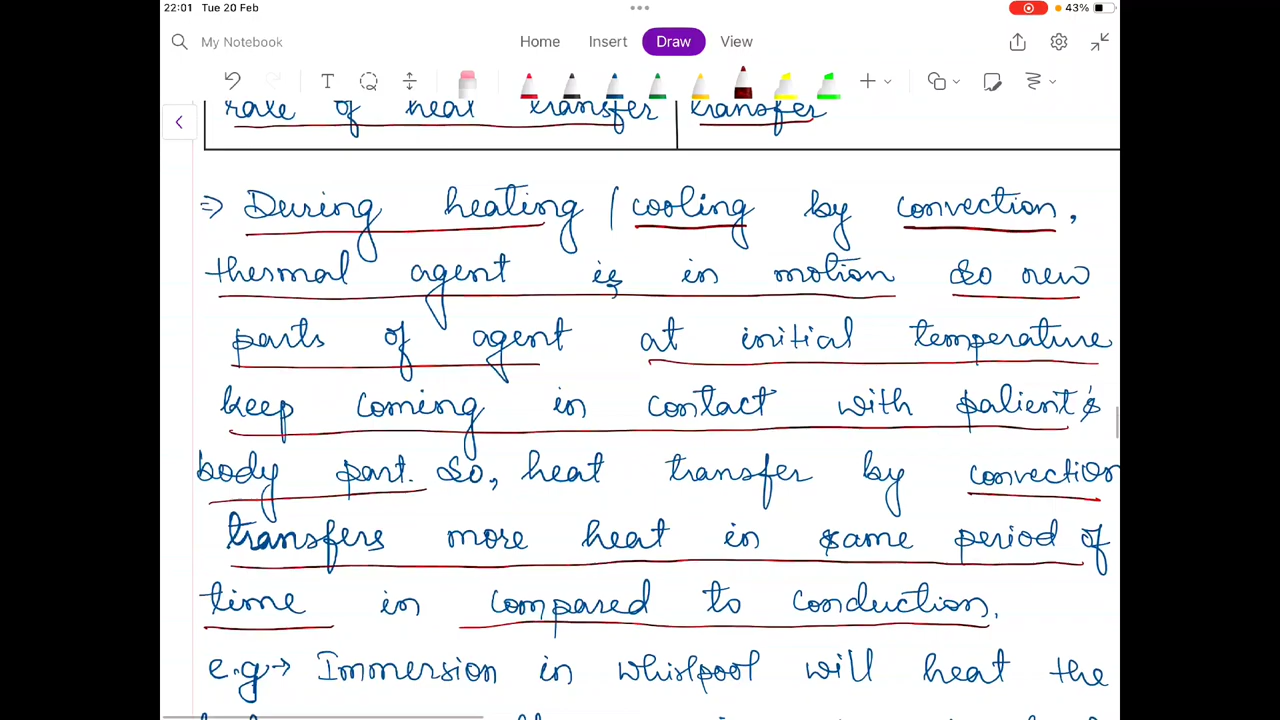 22:01 Tue 20 Feb
43%
My Notebook
Home Insert Draw View
rate of heat transfer transfer
⇒ During heating / cooling by convection,
thermal agent is in motion so new
parts of agent at initial temperature
keep coming in contact with patient's
body part. So, heat transfer by convection
transfers more heat in same period of
time in compared to conduction.
e.g→ Immersion in whirlpool will heat the